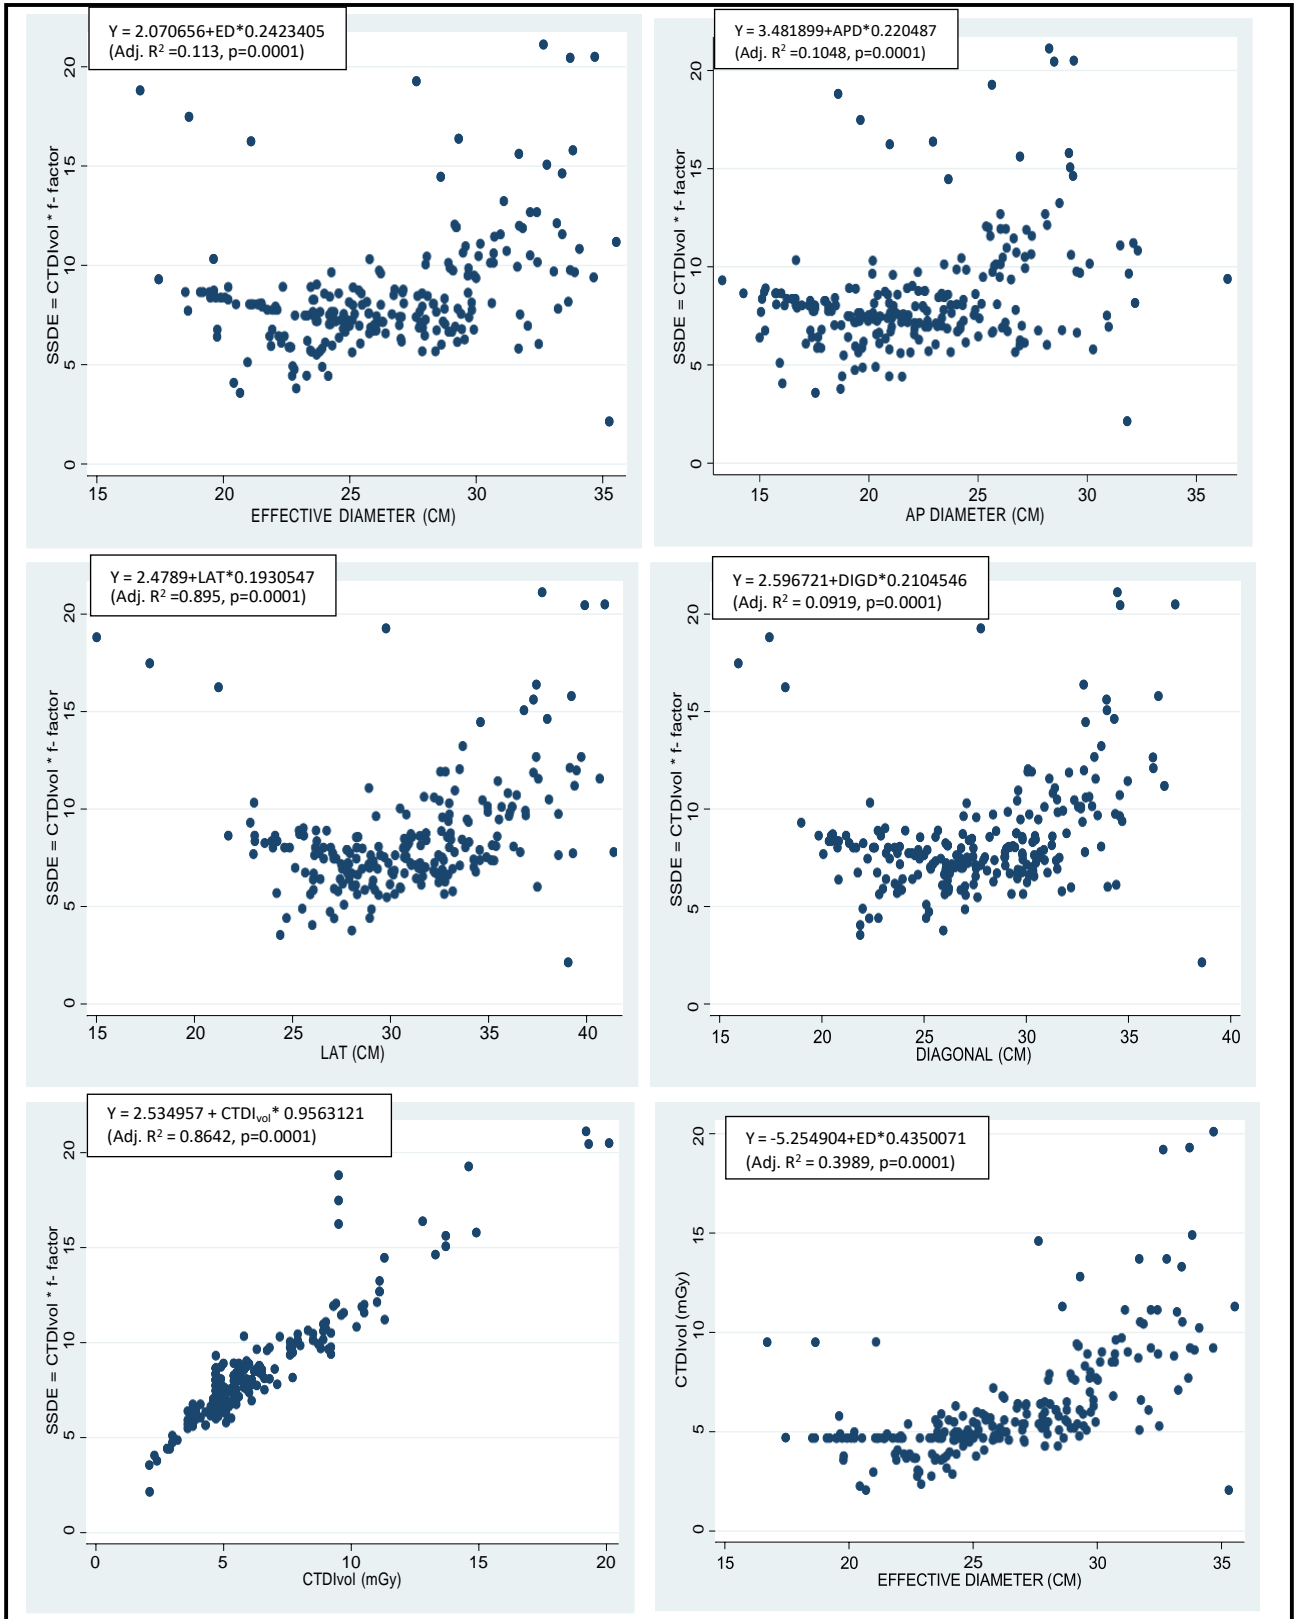 Y = 2.070656+ED*0.2423405
(Adj. R² =0.113, p=0.0001)
SSDE = CTDIvol * f- factor
20
15
10
5
0
15 20 25 30 35
EFFECTIVE DIAMETER (CM)
Y = 3.481899+APD*0.220487
(Adj. R² =0.1048, p=0.0001)
SSDE = CTDIvol * f- factor
20
15
10
5
0
15 20 25 30 35
AP DIAMETER (CM)
Y = 2.4789+LAT*0.1930547
(Adj. R² =0.895, p=0.0001)
SSDE = CTDIvol * f- factor
20
15
10
5
0
15 20 25 30 35 40
LAT (CM)
Y = 2.596721+DIGD*0.2104546
(Adj. R² = 0.0919, p=0.0001)
SSDE = CTDIvol * f- factor
20
15
10
5
0
15 20 25 30 35 40
DIAGONAL (CM)
Y = 2.534957 + CTDIvol* 0.9563121
(Adj. R² = 0.8642, p=0.0001)
SSDE = CTDIvol * f- factor
20
15
10
5
0
0 5 10 15 20
CTDIvol (mGy)
Y = -5.254904+ED*0.4350071
(Adj. R² = 0.3989, p=0.0001)
CTDIvol (mGy)
20
15
10
5
0
15 20 25 30 35
EFFECTIVE DIAMETER (CM)